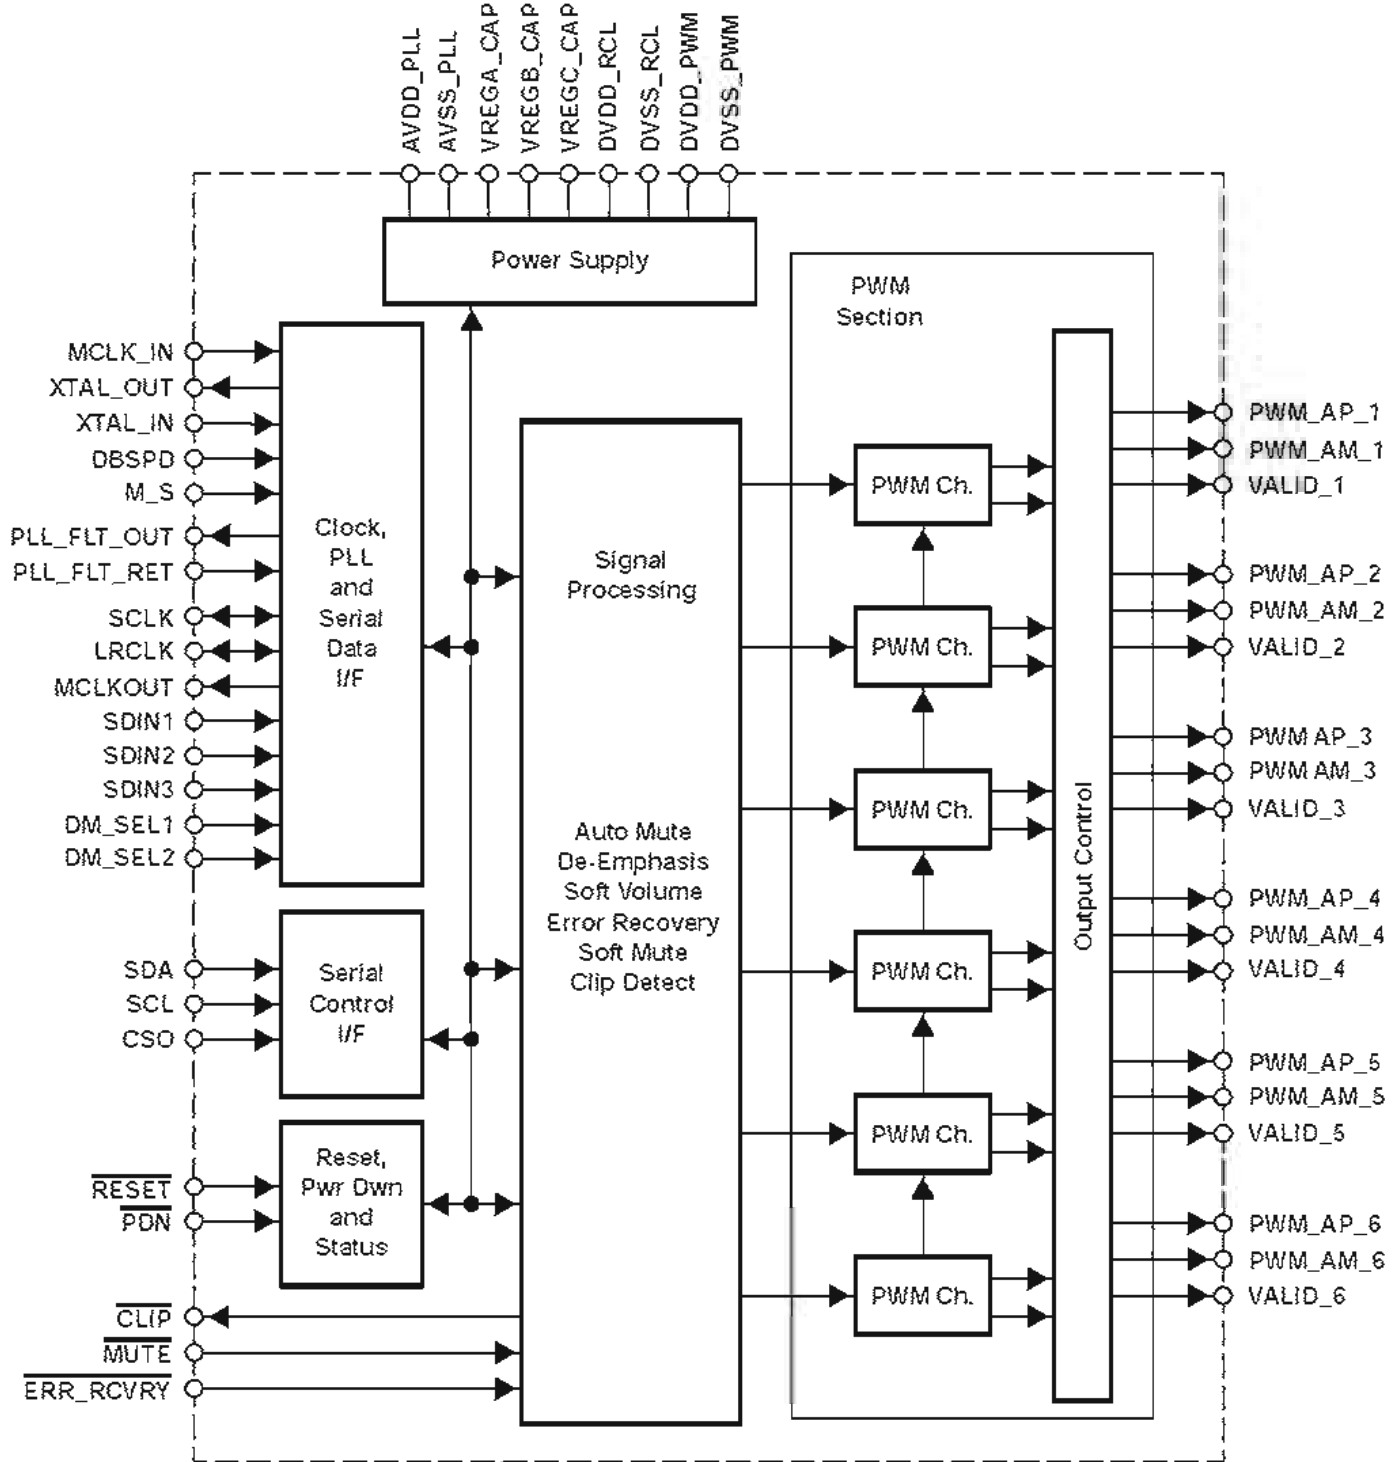 AVDD_PLL
AVSS_PLL
VREGA_CAP
VREGB_CAP
VREGC_CAP
DVDD_RCL
DVSS_RCL
DVDD_PWM
DVSS_PWM
Power Supply
PWM
Section
MCLK_IN
XTAL_OUT
XTAL_IN
DBSPD
M_S
PLL_FLT_OUT
PLL_FLT_RET
SCLK
LRCLK
MCLKOUT
SDIN1
SDIN2
SDIN3
DM_SEL1
DM_SEL2
Clock,
PLL
and
Serial
Data
I/F
SDA
SCL
CSO
Serial
Control
I/F
RESET
PDN
Reset,
Pwr Dwn
and
Status
CLIP
MUTE
ERR_RCVRY
Signal
Processing
Auto Mute
De-Emphasis
Soft Volume
Error Recovery
Soft Mute
Clip Detect
PWM Ch.
PWM Ch.
PWM Ch.
PWM Ch.
PWM Ch.
PWM Ch.
Output Control
PWM_AP_1
PWM_AM_1
VALID_1
PWM_AP_2
PWM_AM_2
VALID_2
PWM AP_3
PWM AM_3
VALID_3
PWM_AP_4
PWM_AM_4
VALID_4
PWM_AP_5
PWM_AM_5
VALID_5
PWM_AP_6
PWM_AM_6
VALID_6